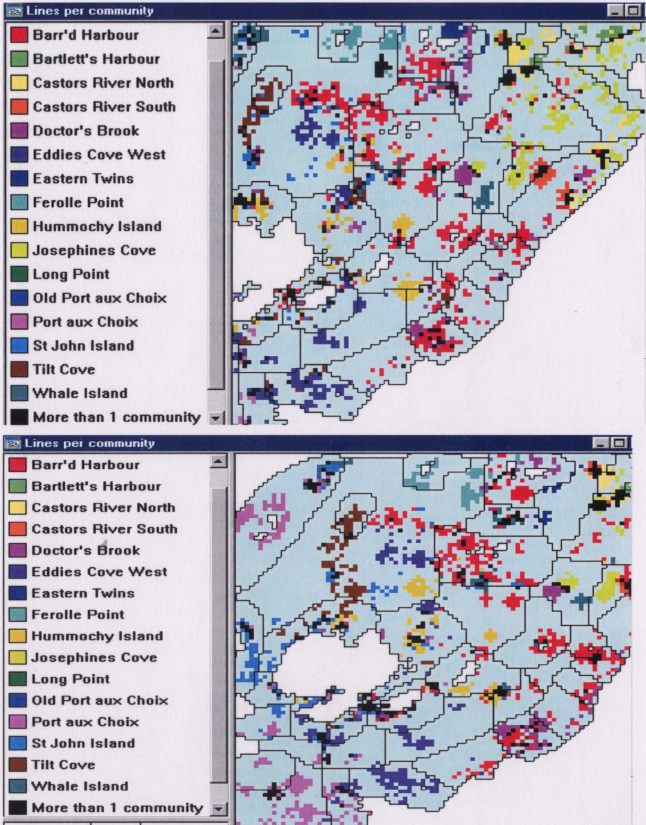 Lines per community
Barr'd Harbour
Bartlett's Harbour
Castors River North
Castors River South
Doctor's Brook
Eddies Cove West
Eastern Twins
Ferolle Point
Hummochy Island
Josephines Cove
Long Point
Old Port aux Choix
Port aux Choix
St John Island
Tilt Cove
Whale Island
More than 1 community
Lines per community
Barr'd Harbour
Bartlett's Harbour
Castors River North
Castors River South
Doctor's Brook
Eddies Cove West
Eastern Twins
Ferolle Point
Hummochy Island
Josephines Cove
Long Point
Old Port aux Choix
Port aux Choix
St John Island
Tilt Cove
Whale Island
More than 1 community